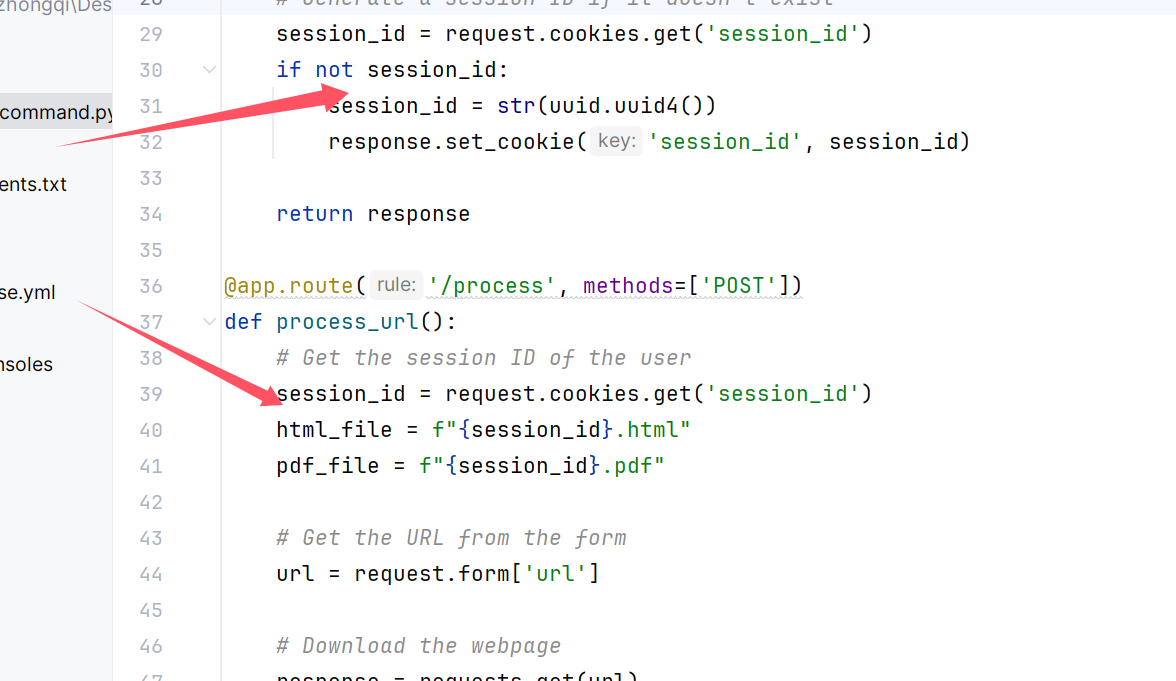 zhongqi\Des
command.py
ents.txt
se.yml
nsoles
28 # Generate a session ID if it doesn't exist
29 session_id = request.cookies.get('session_id')
30 if not session_id:
31 session_id = str(uuid.uuid4())
32 response.set_cookie( key: 'session_id', session_id)
33
34 return response
35
36 @app.route( rule: '/process', methods=['POST'])
37 def process_url():
38 # Get the session ID of the user
39 session_id = request.cookies.get('session_id')
40 html_file = f"{session_id}.html"
41 pdf_file = f"{session_id}.pdf"
42
43 # Get the URL from the form
44 url = request.form['url']
45
46 # Download the webpage
47 response = requests.get(url)